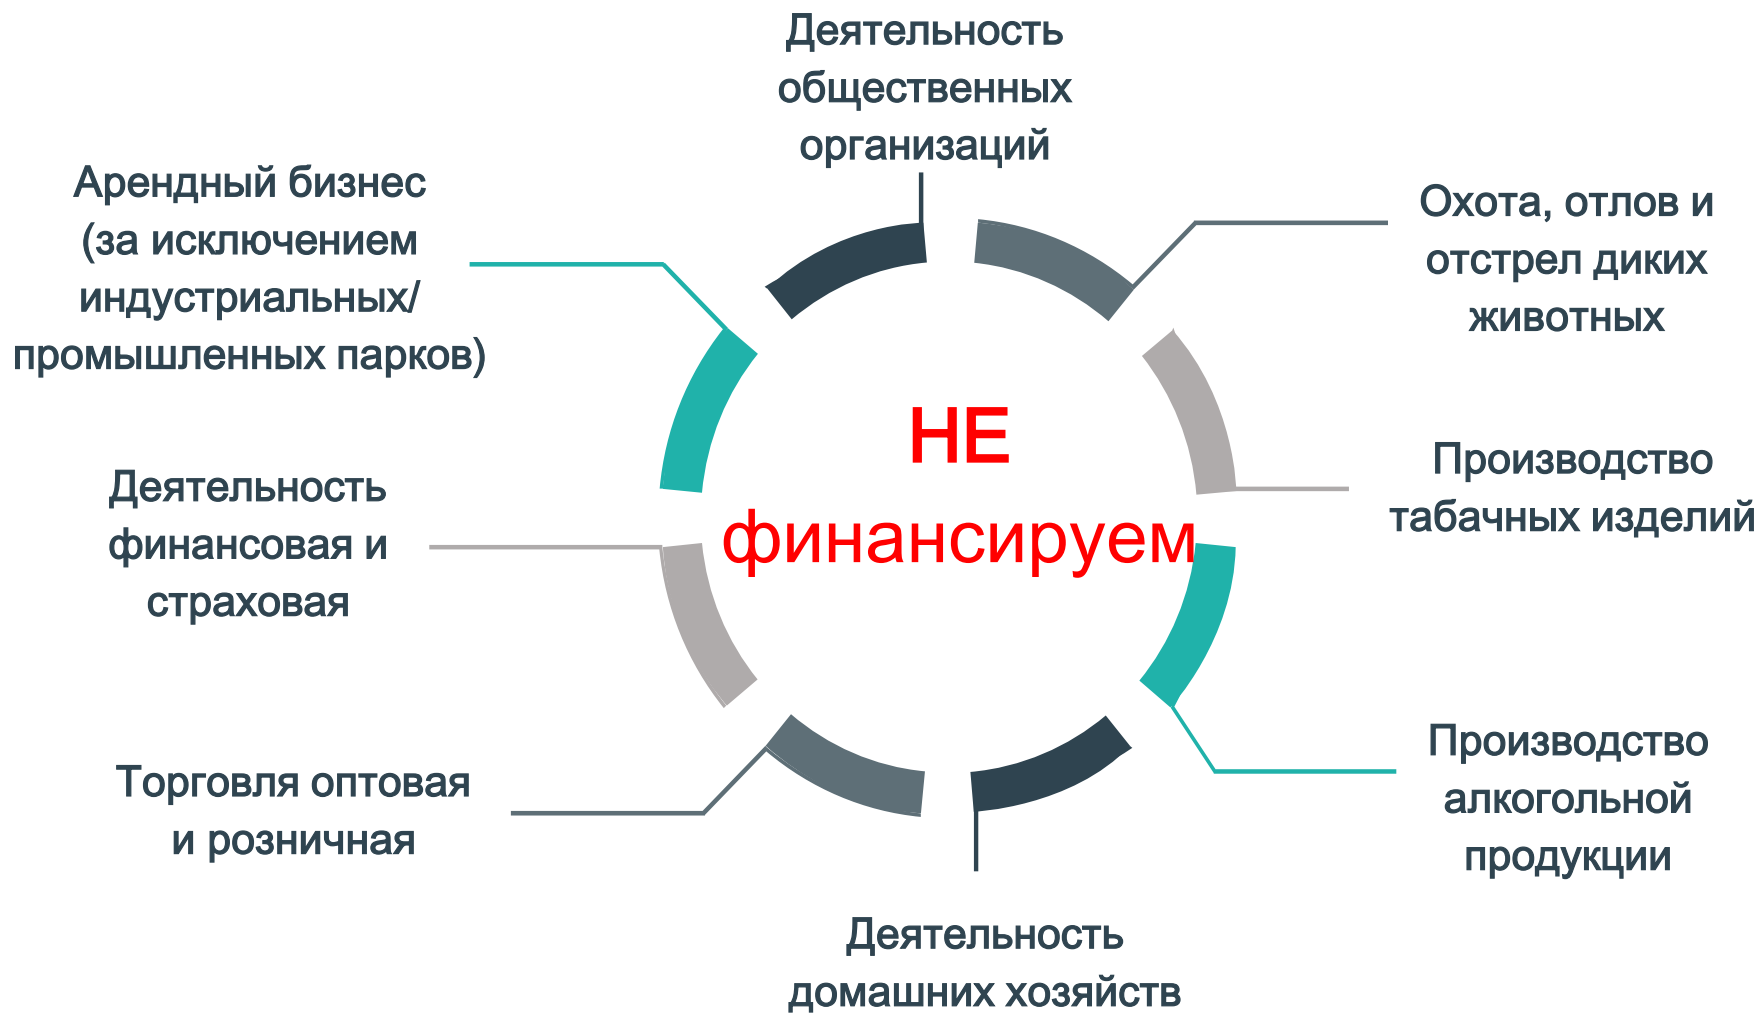 Деятельность
общественных
организаций
Арендный бизнес
(за исключением
индустриальных/
промышленных парков)
Охота, отлов и
отстрел диких
животных
НЕ
финансируем
Деятельность
финансовая и
страховая
Производство
табачных изделий
Торговля оптовая
и розничная
Производство
алкогольной
продукции
Деятельность
домашних хозяйств